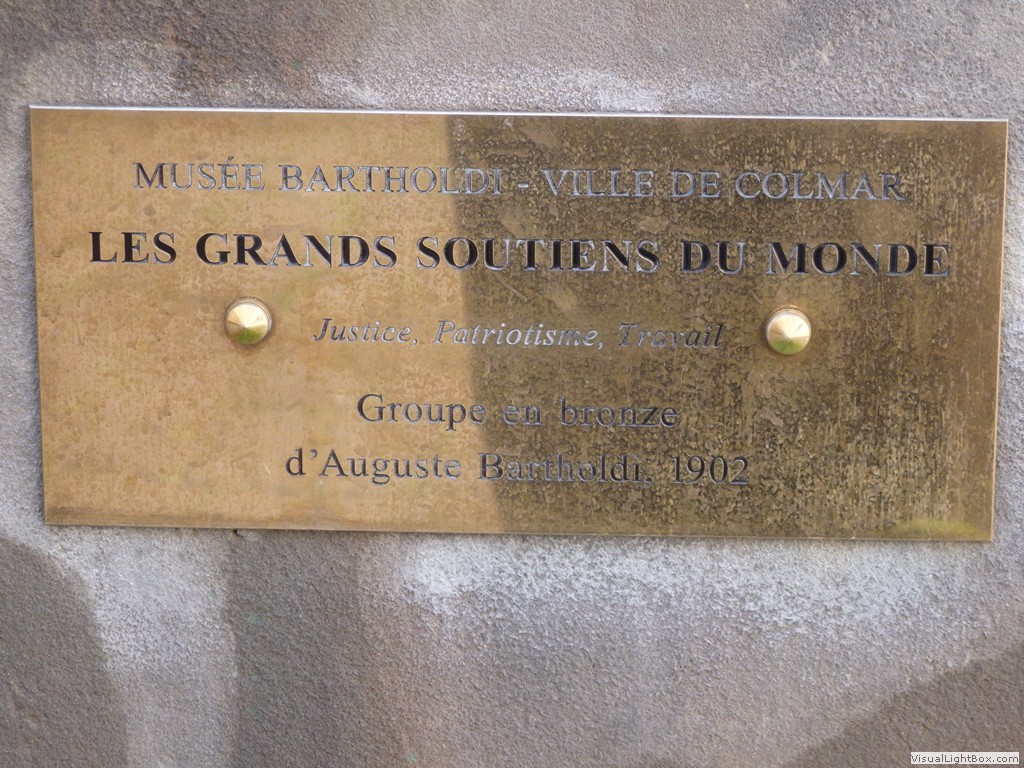 MUSÉE BARTHOLDI - VILLE DE COLMAR
LES GRANDS SOUTIENS DU MONDE
Justice, Patriotisme, Travail
Groupe en bronze
d'Auguste Bartholdi, 1902
VisualLightBox.com